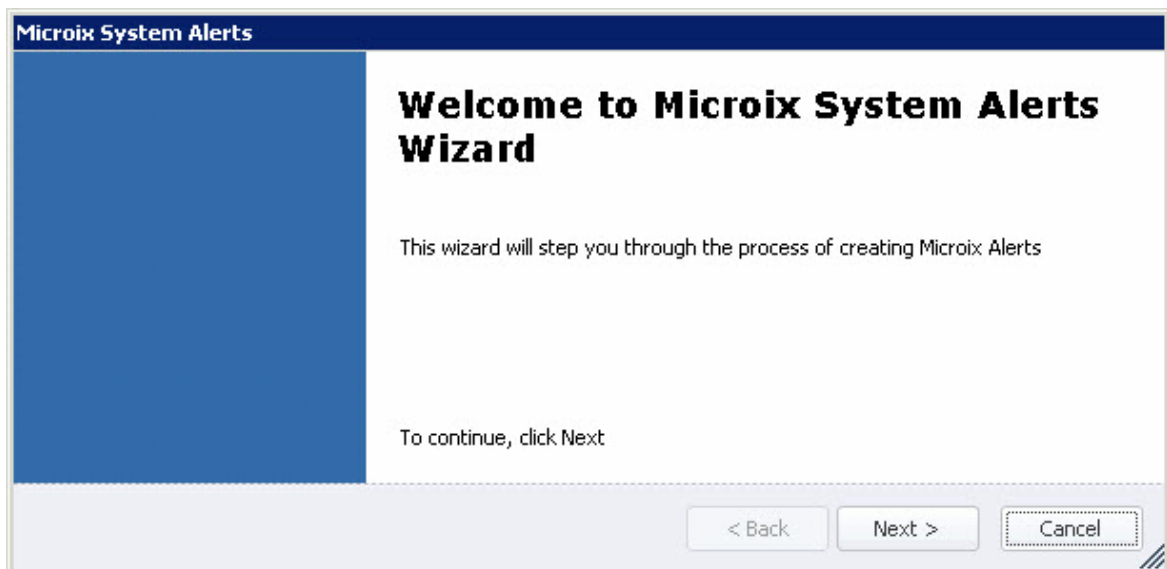 Microix System Alerts
Welcome to Microix System Alerts
Wizard
This wizard will step you through the process of creating Microix Alerts
To continue, click Next
< Back
Next >
Cancel